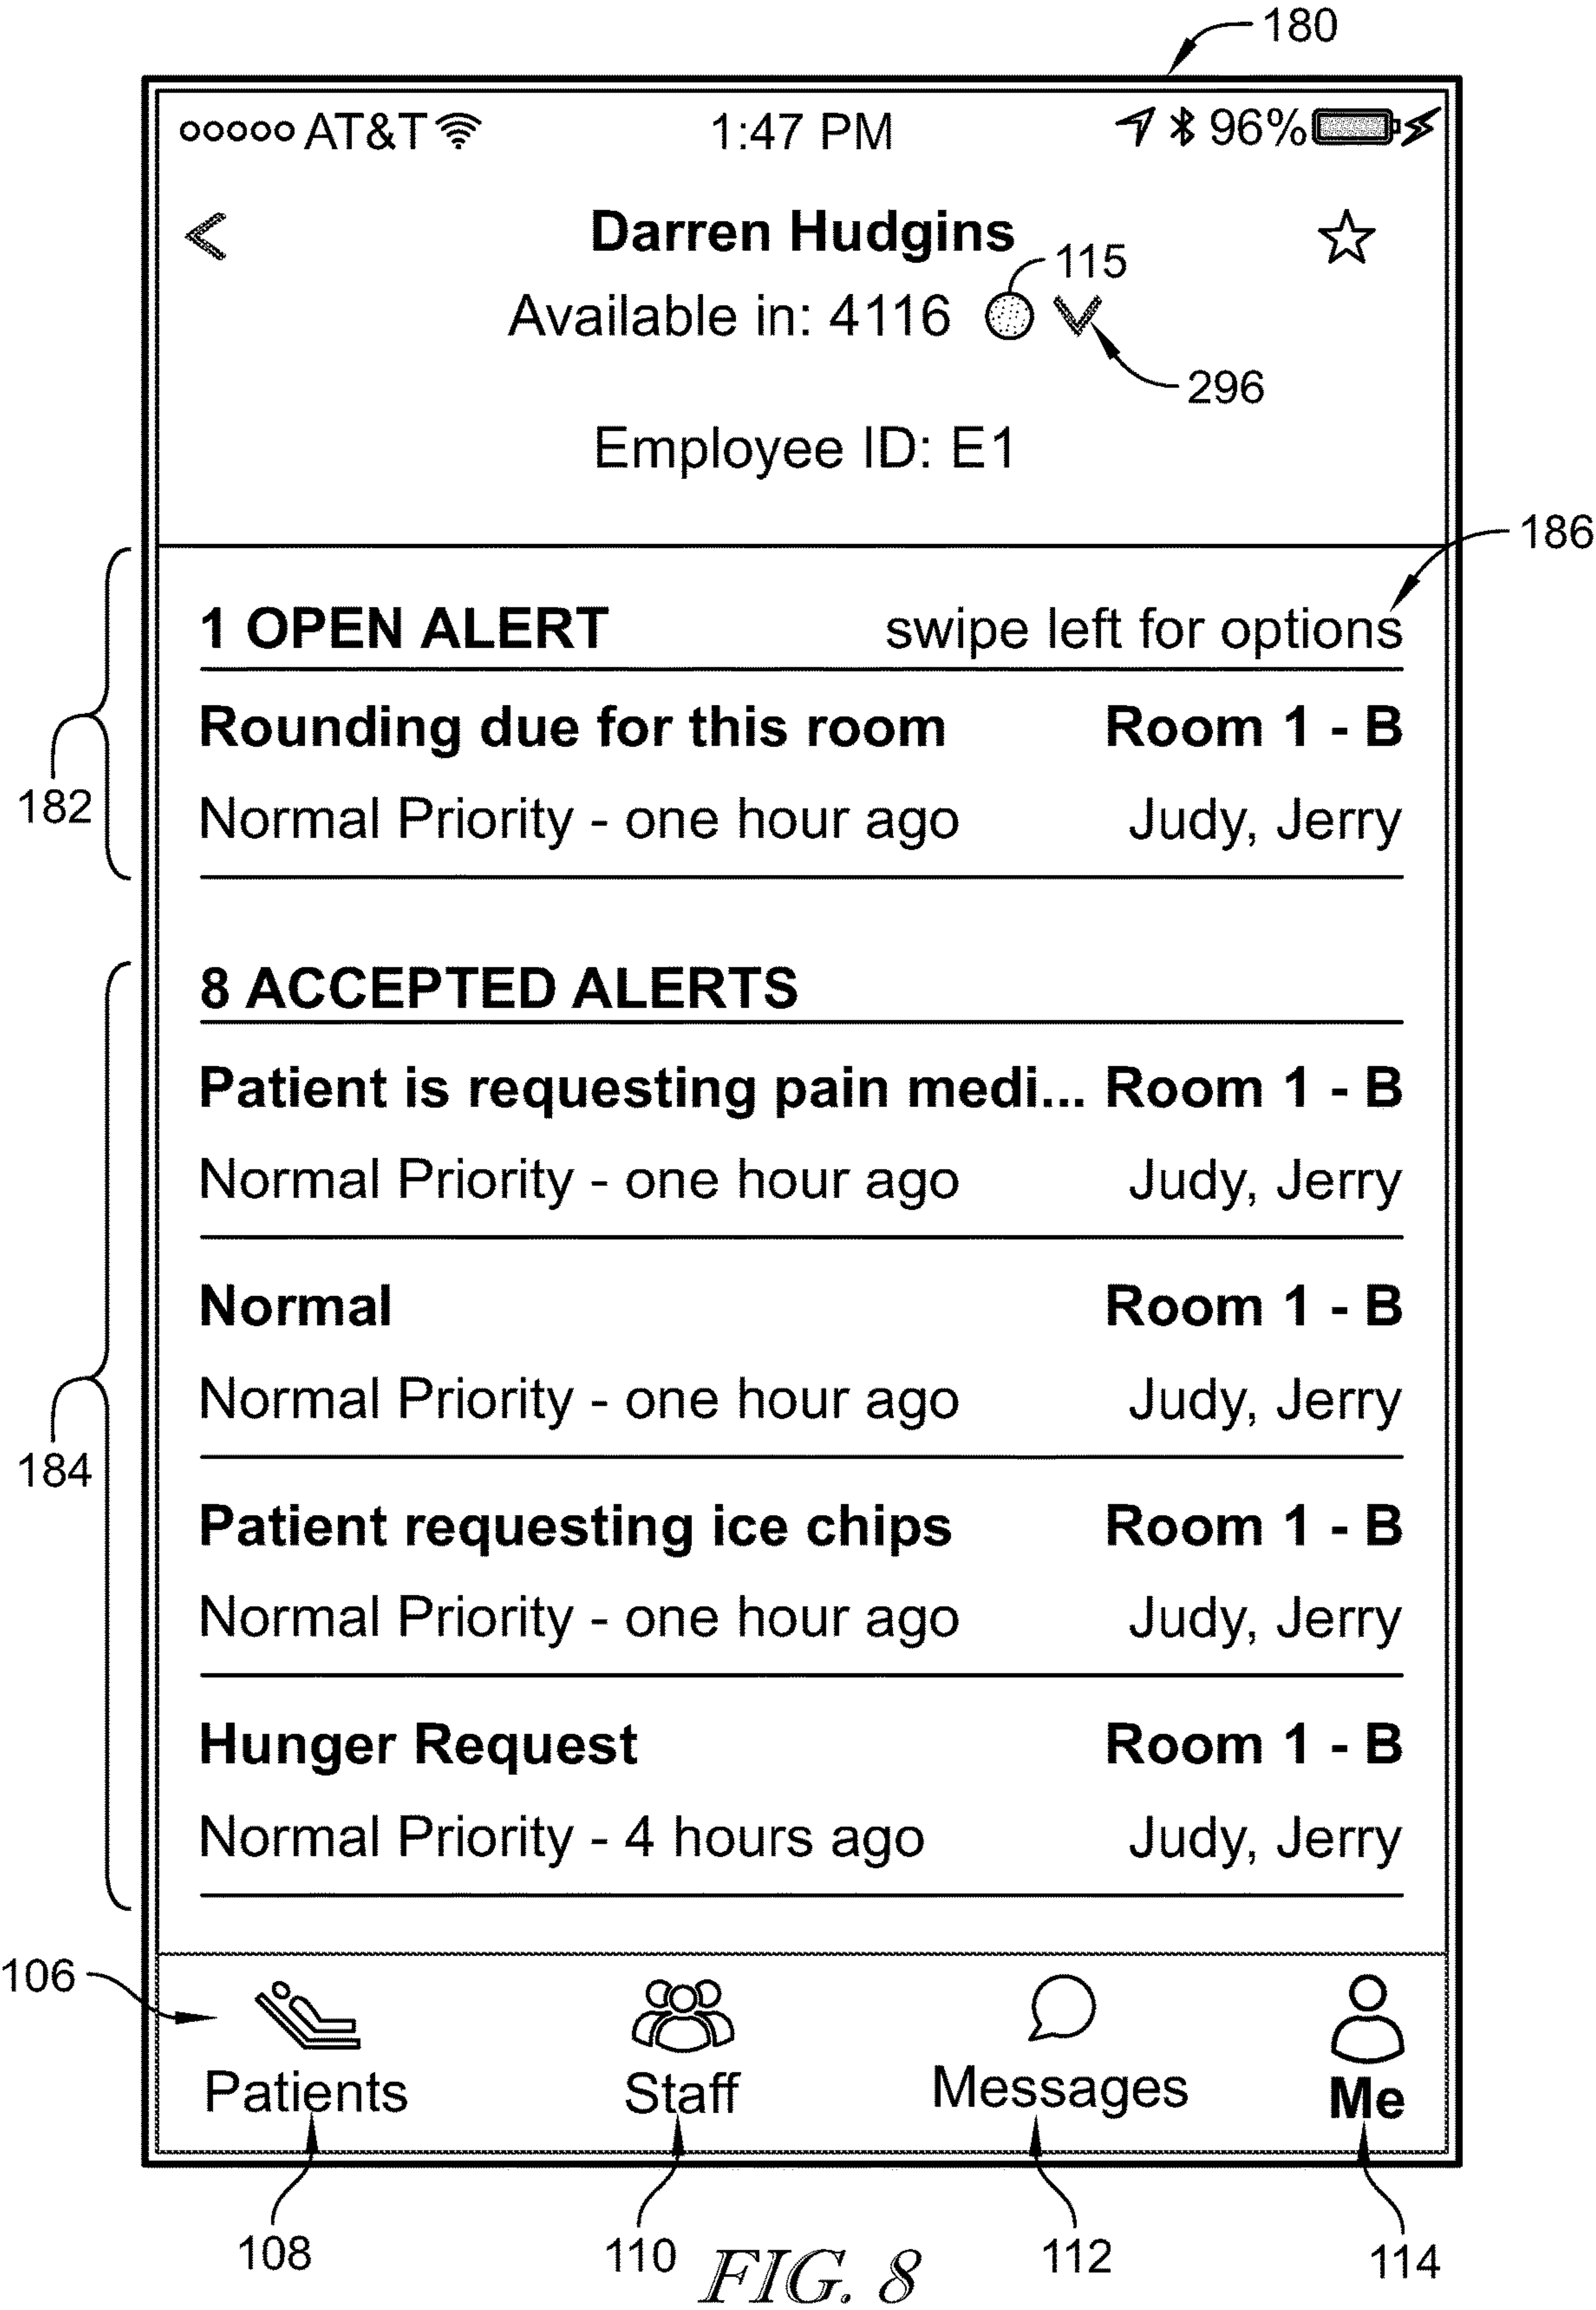 180
ooooo AT&T 1:47 PM 96%
Darren Hudgins
115
Available in: 4116
296
Employee ID: E1
186
1 OPEN ALERT swipe left for options
Rounding due for this room Room 1 - B
182
Normal Priority - one hour ago Judy, Jerry
8 ACCEPTED ALERTS
Patient is requesting pain medi... Room 1 - B
Normal Priority - one hour ago Judy, Jerry
Normal Room 1 - B
Normal Priority - one hour ago Judy, Jerry
184
Patient requesting ice chips Room 1 - B
Normal Priority - one hour ago Judy, Jerry
Hunger Request Room 1 - B
Normal Priority - 4 hours ago Judy, Jerry
106
Patients Staff Messages Me
108 110 112 114
FIG. 8